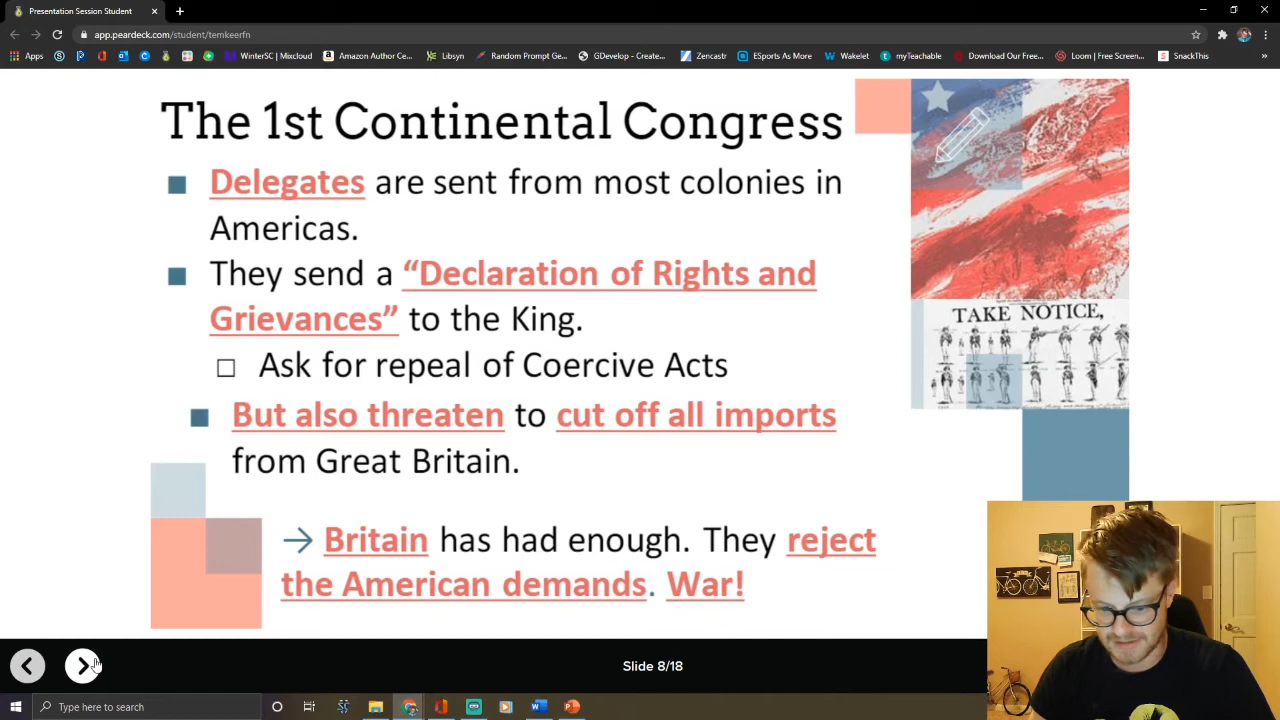 Presentation Session Student
app.peardeck.com/student/temkeerfn
Apps
WinterSC | Mixcloud
Amazon Author Ce...
Libsyn
Random Prompt Ge...
GDevelop - Create...
Zencastr
ESports As More
Wakelet
myTeachable
Download Our Free...
Loom | Free Screen...
SnackThis
The 1st Continental Congress
Delegates are sent from most colonies in
Americas.
They send a “Declaration of Rights and
Grievances” to the King.
Ask for repeal of Coercive Acts
But also threaten to cut off all imports
from Great Britain.
→ Britain has had enough. They reject
the American demands. War!
TAKE NOTICE,
Slide 8/18
Type here to search